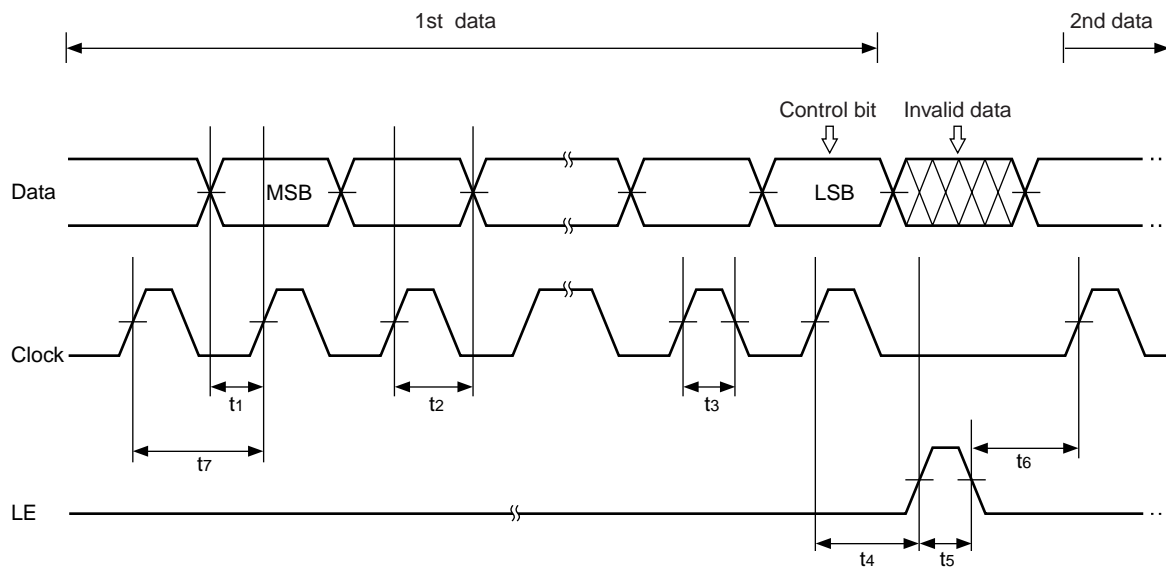 1st data
2nd data
Control bit
Invalid data
Data
MSB
LSB
Clock
t1
t2
t3
t7
t6
LE
t4
t5